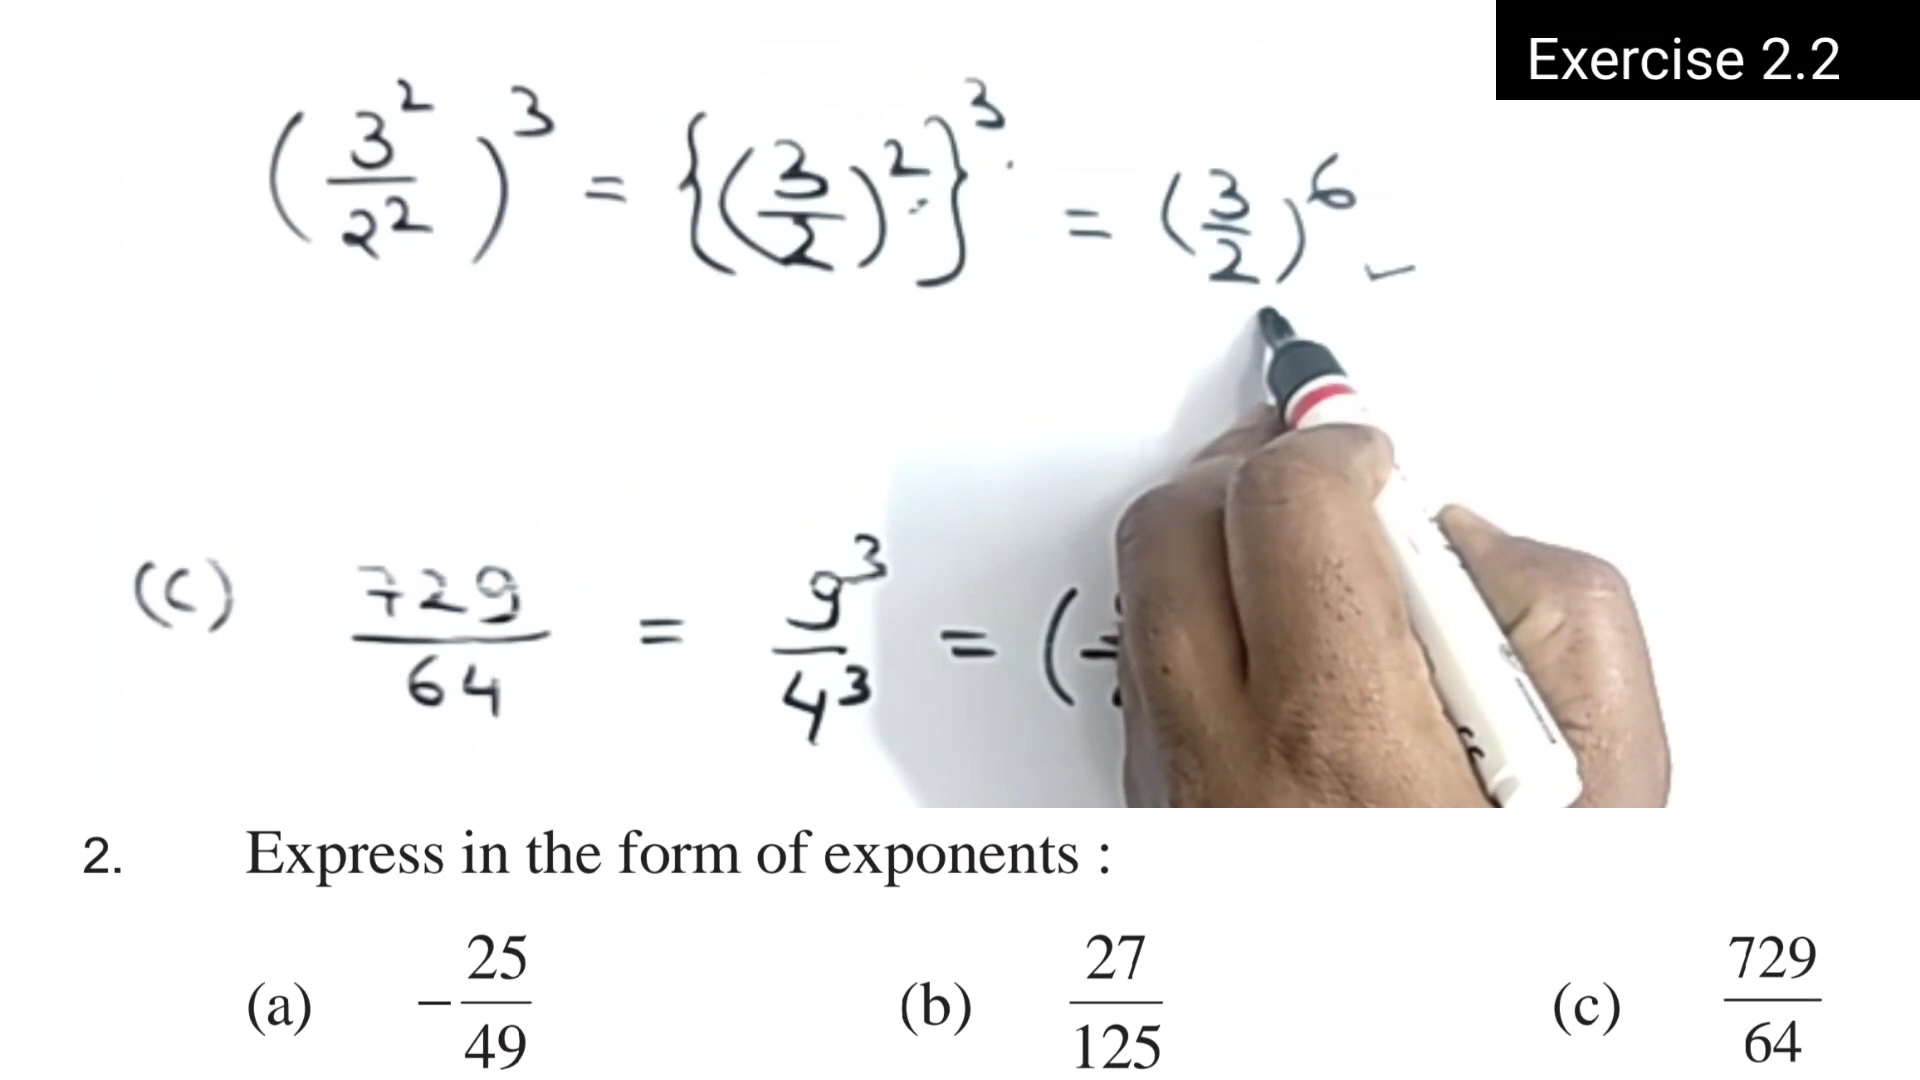 Exercise 2.2
(3²/2²)³ = {(3/2)²}³ = (3/2)⁶
(c) 729/64 = 9³/4³ = (
2. Express in the form of exponents :
(a) −25/49 (b) 27/125 (c) 729/64